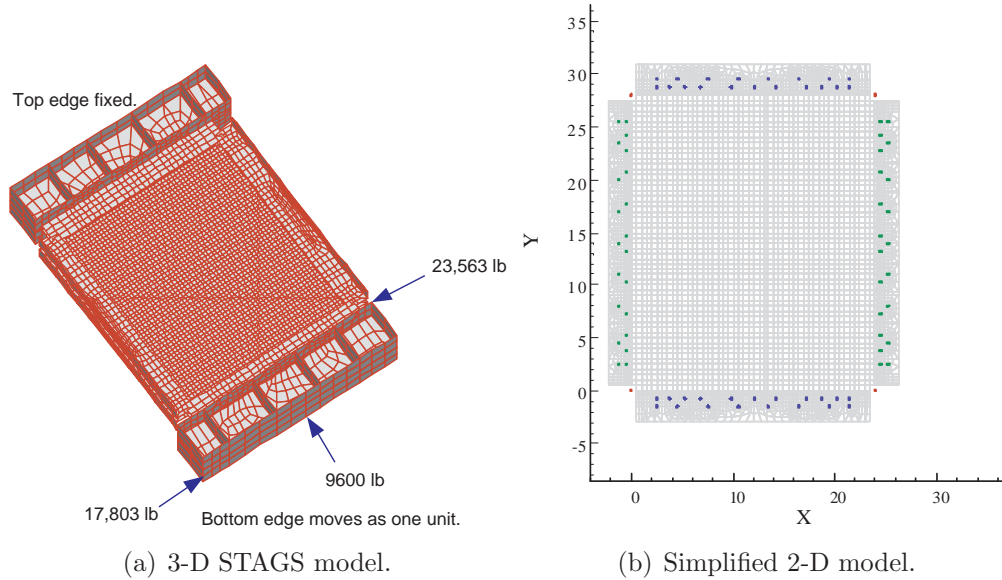 Top edge fixed.
23,563 lb
9600 lb
17,803 lb
Bottom edge moves as one unit.
(a) 3-D STAGS model.
35
30
25
20
15
10
5
0
-5
Y
0 10 20 30
X
(b) Simplified 2-D model.